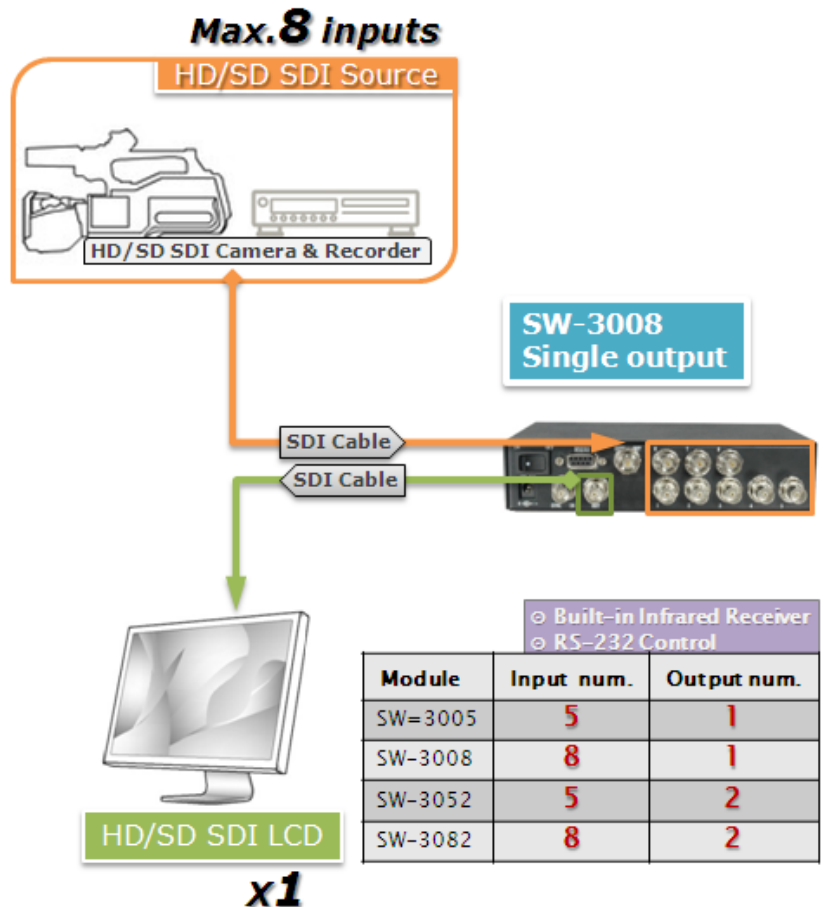 Max.8 inputs
HD/SD SDI Source
HD/SD SDI Camera & Recorder
SW-3008
Single output
SDI Cable
SDI Cable
⊙ Built-in Infrared Receiver
⊙ RS-232 Control
Module Input num. Output num.
SW=3005 5 1
SW-3008 8 1
SW-3052 5 2
SW-3082 8 2
HD/SD SDI LCD
x1